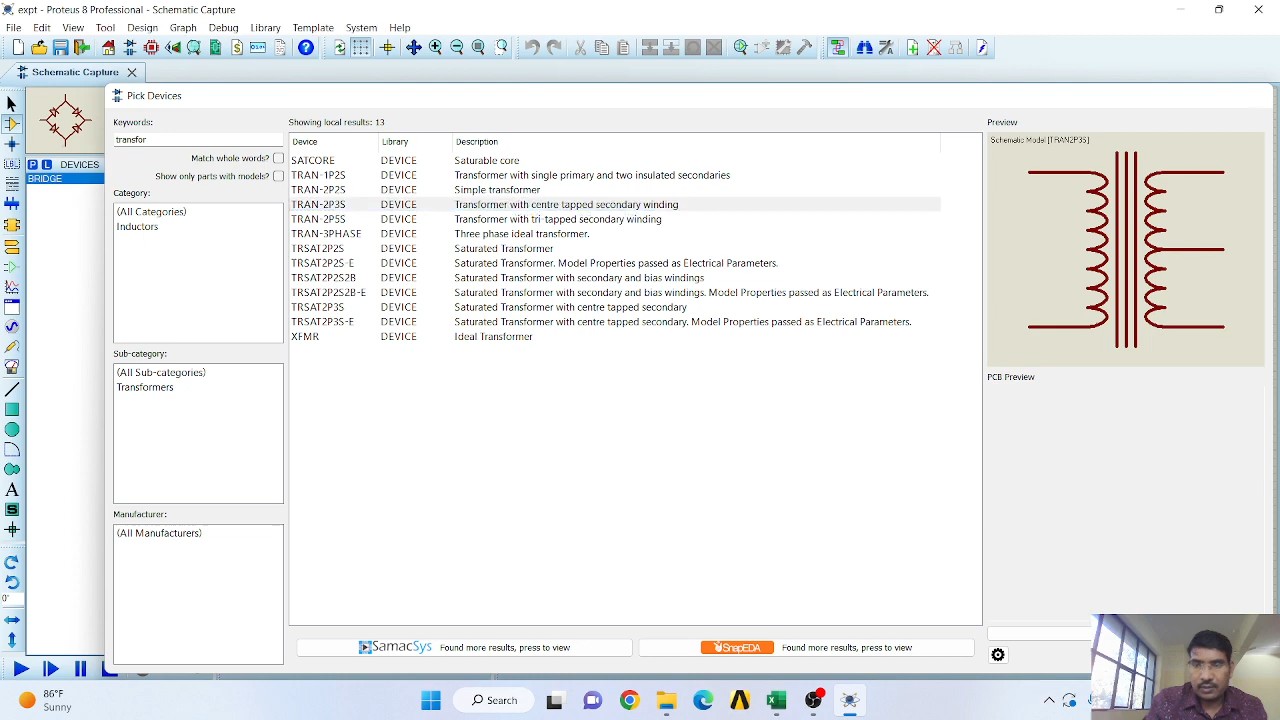 expt - Proteus 8 Professional - Schematic Capture
File Edit View Tool Design Graph Debug Library Template System Help
Schematic Capture
Pick Devices
Keywords:
transfor
Match whole words?
Show only parts with models?
Category:
(All Categories)
Inductors
Sub-category:
(All Sub-categories)
Transformers
Manufacturer:
(All Manufacturers)
P L DEVICES
BRIDGE
0°
Showing local results: 13
Device Library Description
SATCORE DEVICE Saturable core
TRAN-1P2S DEVICE Transformer with single primary and two insulated secondaries
TRAN-2P2S DEVICE Simple transformer
TRAN-2P3S DEVICE Transformer with centre tapped secondary winding
TRAN-2P5S DEVICE Transformer with tri-tapped secondary winding
TRAN-3PHASE DEVICE Three phase ideal transformer.
TRSAT2P2S DEVICE Saturated Transformer
TRSAT2P2S-E DEVICE Saturated Transformer. Model Properties passed as Electrical Parameters.
TRSAT2P2S2B DEVICE Saturated Transformer with secondary and bias windings
TRSAT2P2S2B-E DEVICE Saturated Transformer with secondary and bias windings. Model Properties passed as Electrical Parameters.
TRSAT2P3S DEVICE Saturated Transformer with centre tapped secondary
TRSAT2P3S-E DEVICE Saturated Transformer with centre tapped secondary. Model Properties passed as Electrical Parameters.
XFMR DEVICE Ideal Transformer
SamacSys Found more results, press to view
SnapEDA Found more results, press to view
Preview
Schematic Model [TRAN2P3S]
PCB Preview
86°F
Sunny
Search